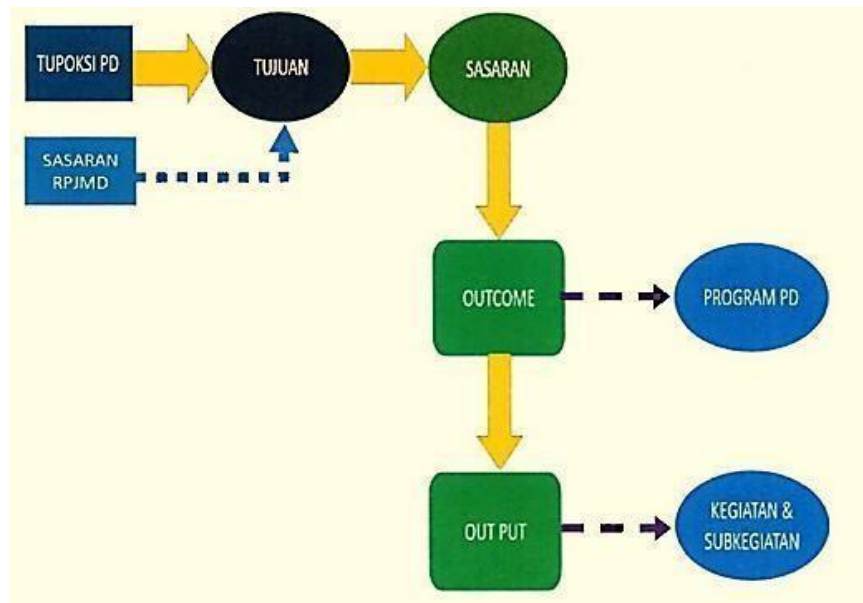 TUPOKSI PD
TUJUAN
SASARAN
SASARAN
RPJMD
OUTCOME
PROGRAM PD
OUT PUT
KEGIATAN &
SUBKEGIATAN